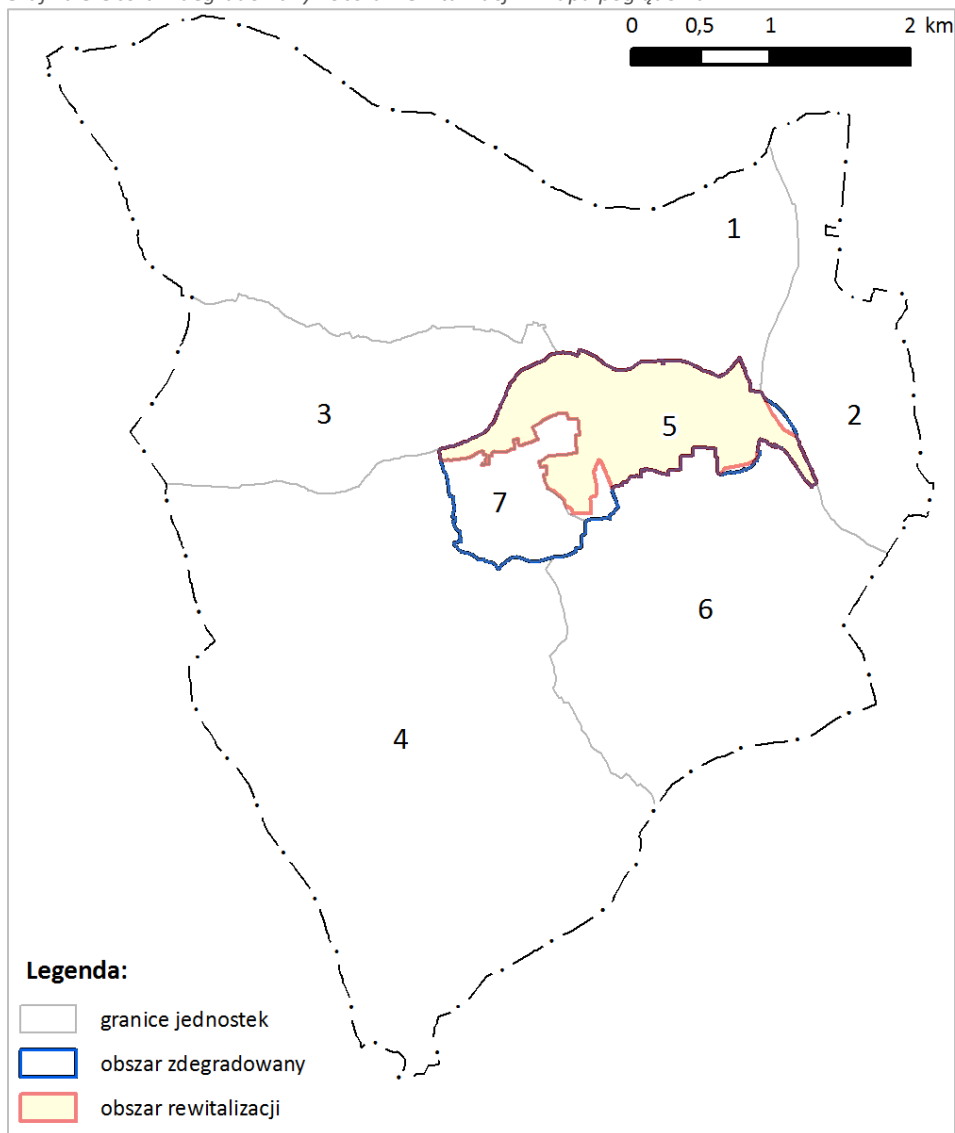 0 0,5 1 2 km
1
2
3
5
7
6
4
Legenda:
granice jednostek
obszar zdegradowany
obszar rewitalizacji